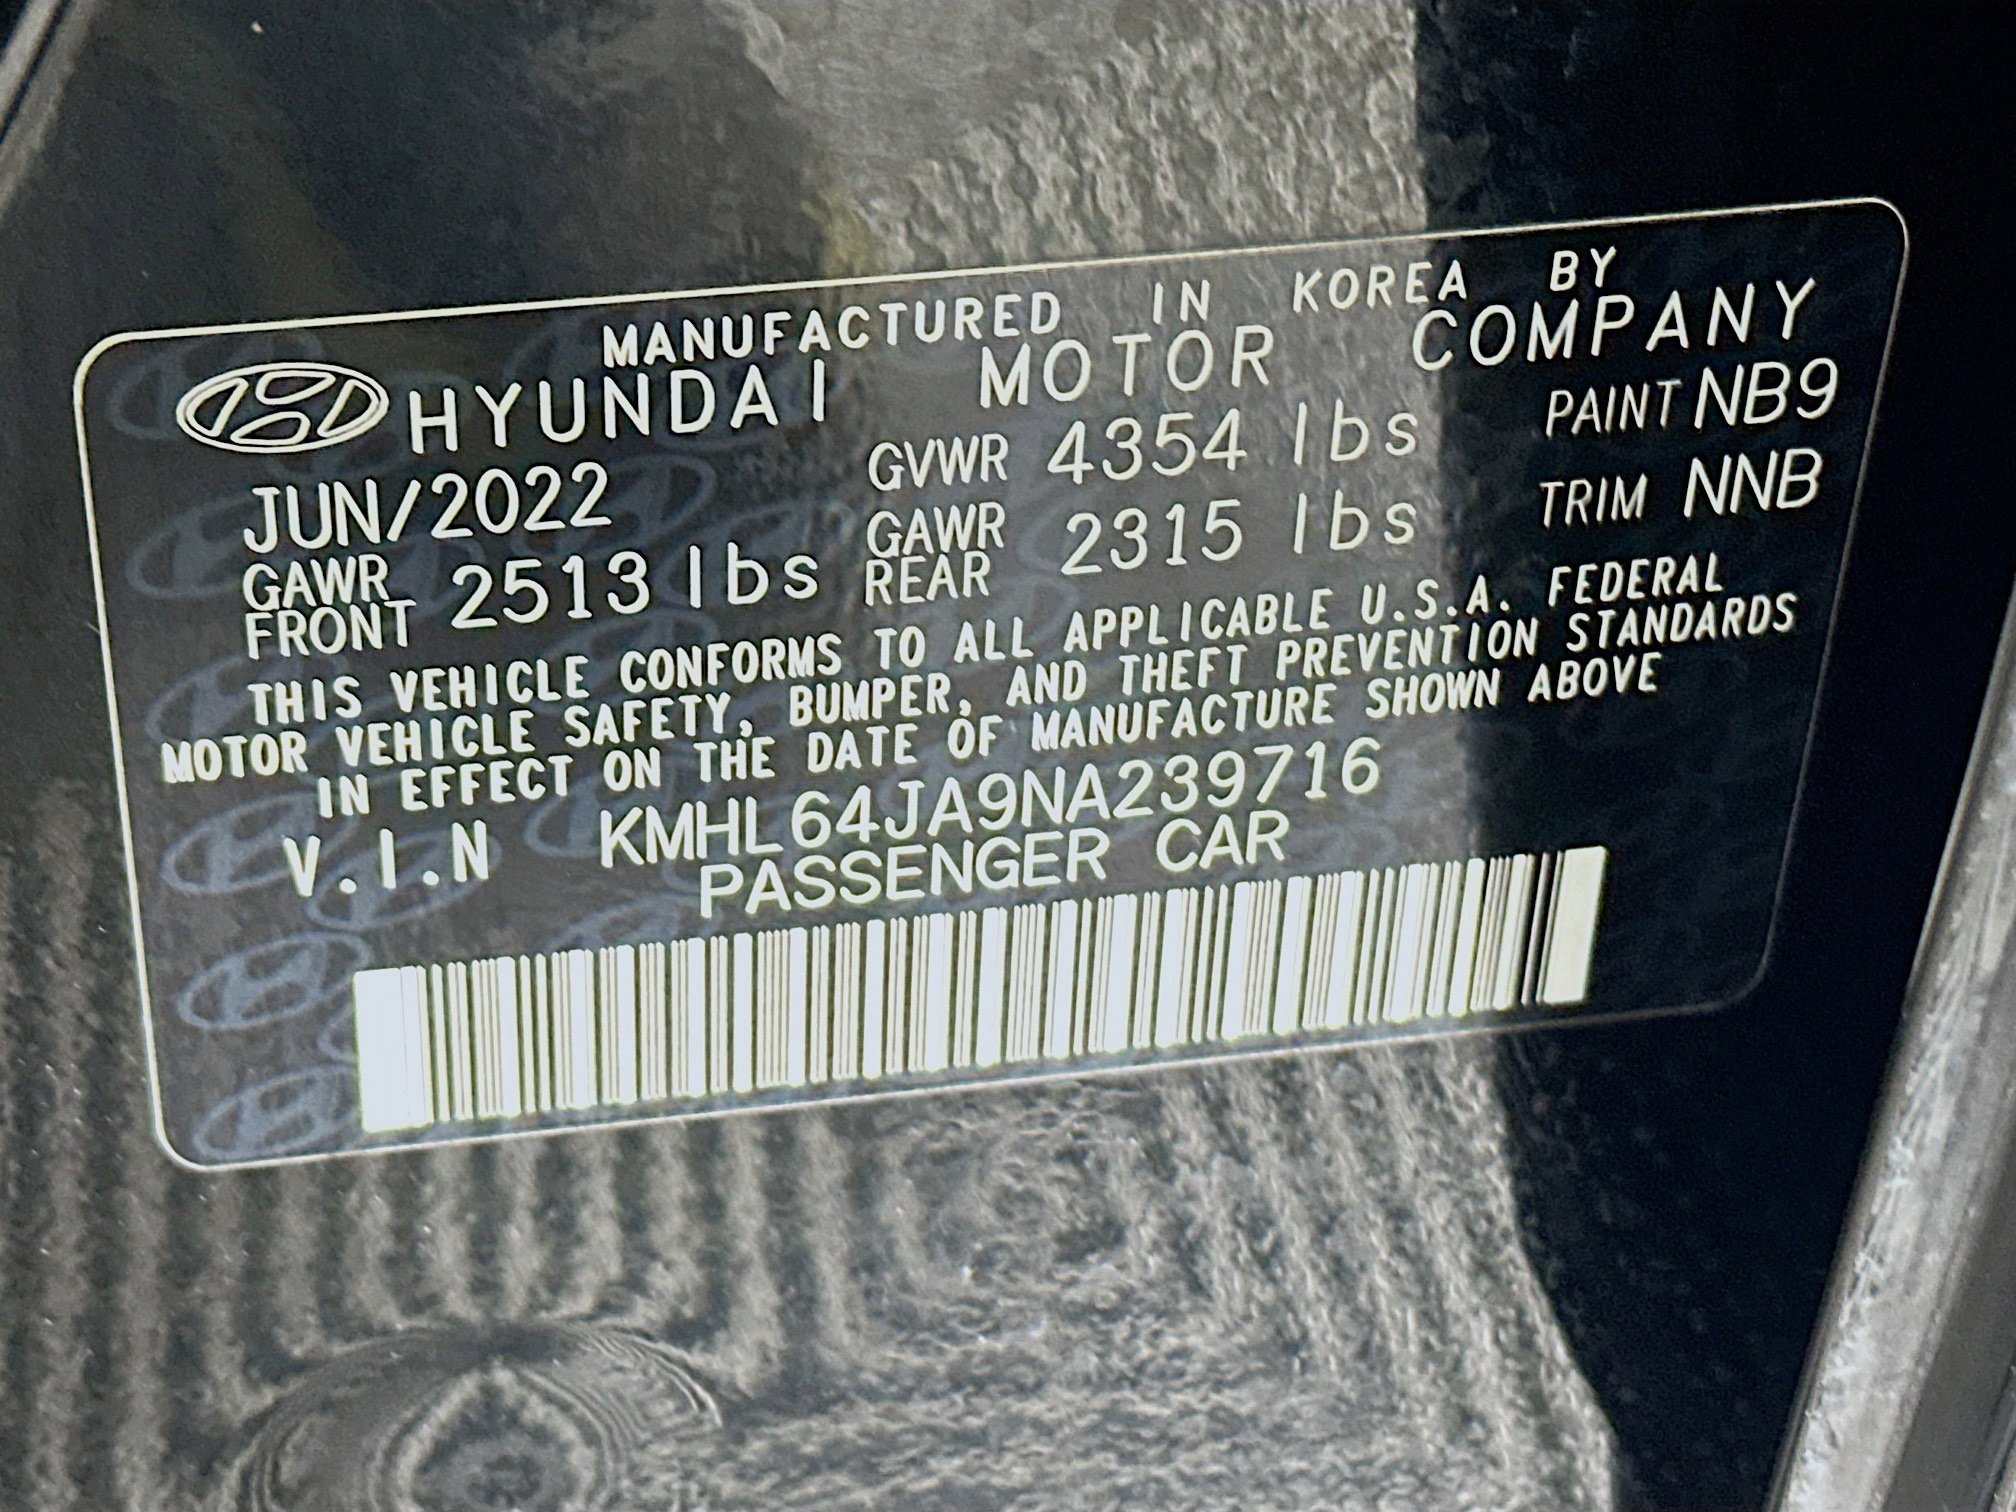 MANUFACTURED IN KOREA BY
HYUNDAI MOTOR COMPANY
JUN/2022 GVWR 4354 lbs PAINT NB9
GAWR FRONT 2513 lbs GAWR REAR 2315 lbs TRIM NNB
THIS VEHICLE CONFORMS TO ALL APPLICABLE U.S.A. FEDERAL
MOTOR VEHICLE SAFETY, BUMPER, AND THEFT PREVENTION STANDARDS
IN EFFECT ON THE DATE OF MANUFACTURE SHOWN ABOVE
V.I.N KMHL64JA9NA239716
PASSENGER CAR